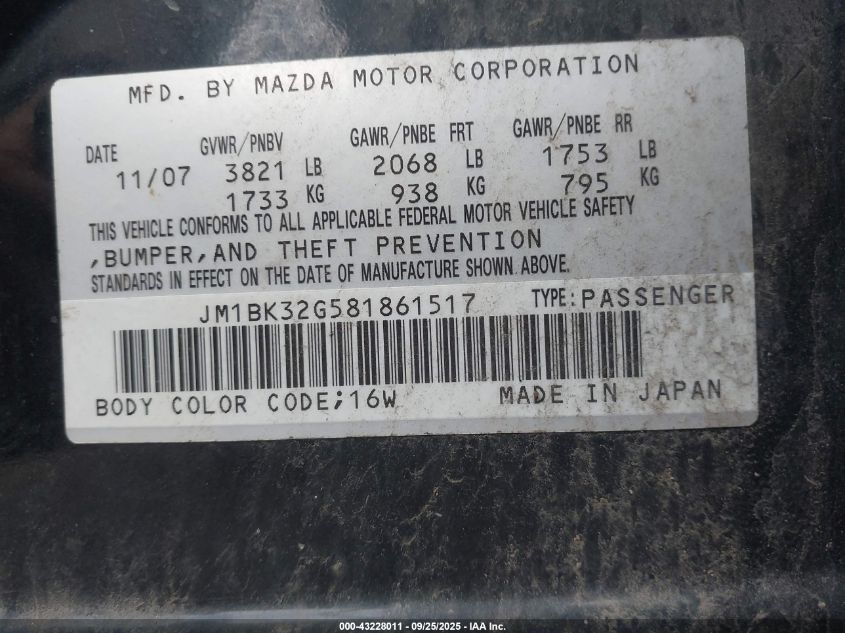 MFD. BY MAZDA MOTOR CORPORATION
DATE GVWR/PNBV GAWR/PNBE FRT GAWR/PNBE RR
11/07 3821 LB 2068 LB 1753 LB
1733 KG 938 KG 795 KG
THIS VEHICLE CONFORMS TO ALL APPLICABLE FEDERAL MOTOR VEHICLE SAFETY
,BUMPER,AND THEFT PREVENTION
STANDARDS IN EFFECT ON THE DATE OF MANUFACTURE SHOWN ABOVE.
JM1BK32G581861517 TYPE:PASSENGER
BODY COLOR CODE;16W MADE IN JAPAN
000-43228011 - 09/25/2025 - IAA Inc.